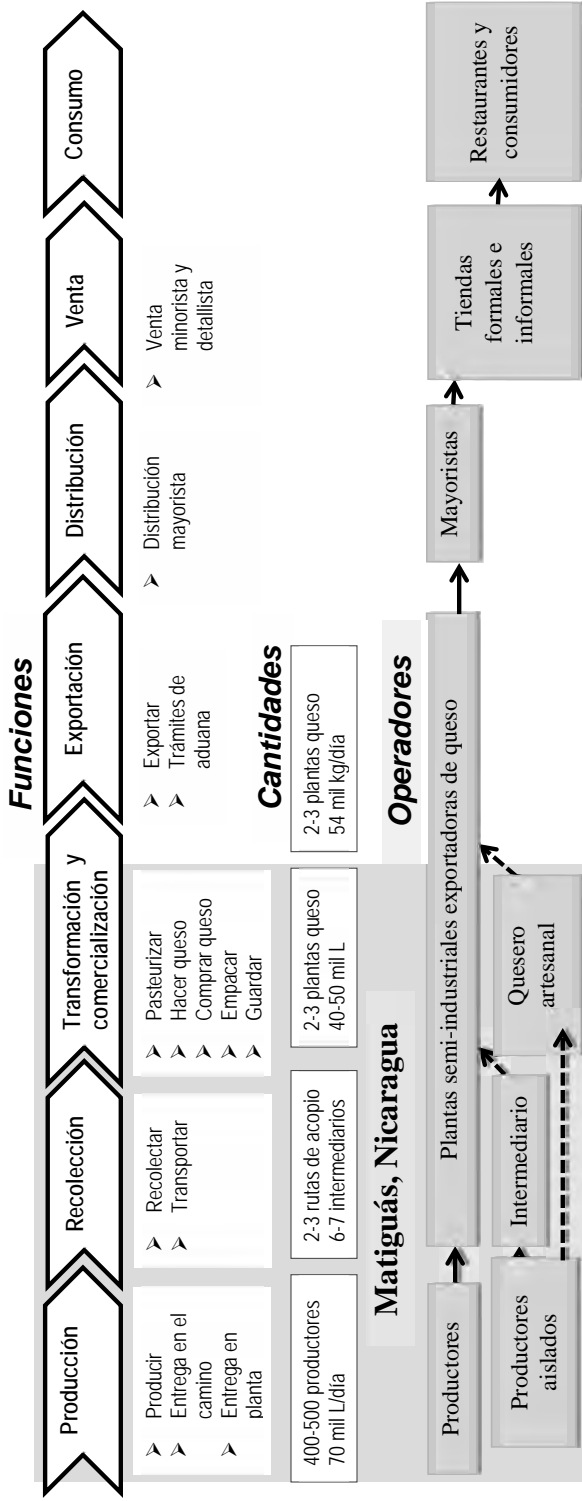 Funciones
Producción
Recolección
Transformación y
comercialización
Exportación
Distribución
Venta
Consumo
➢ Producir
➢ Entrega en el
camino
➢ Entrega en
planta
➢ Recolectar
➢ Transportar
➢ Pasteurizar
➢ Hacer queso
➢ Comprar queso
➢ Empacar
➢ Guardar
➢ Exportar
➢ Trámites de
aduana
➢ Distribución
mayorista
➢ Venta
minorista y
detallista
Cantidades
400-500 productores
70 mil L/día
2-3 rutas de acopio
6-7 intermediarios
2-3 plantas queso
40-50 mil L
2-3 plantas queso
54 mil kg/día
Matiguás, Nicaragua
Operadores
Productores
Plantas semi-industriales exportadoras de queso
Mayoristas
Tiendas
formales e
informales
Restaurantes y
consumidores
Productores
aislados
Intermediario
Quesero
artesanal